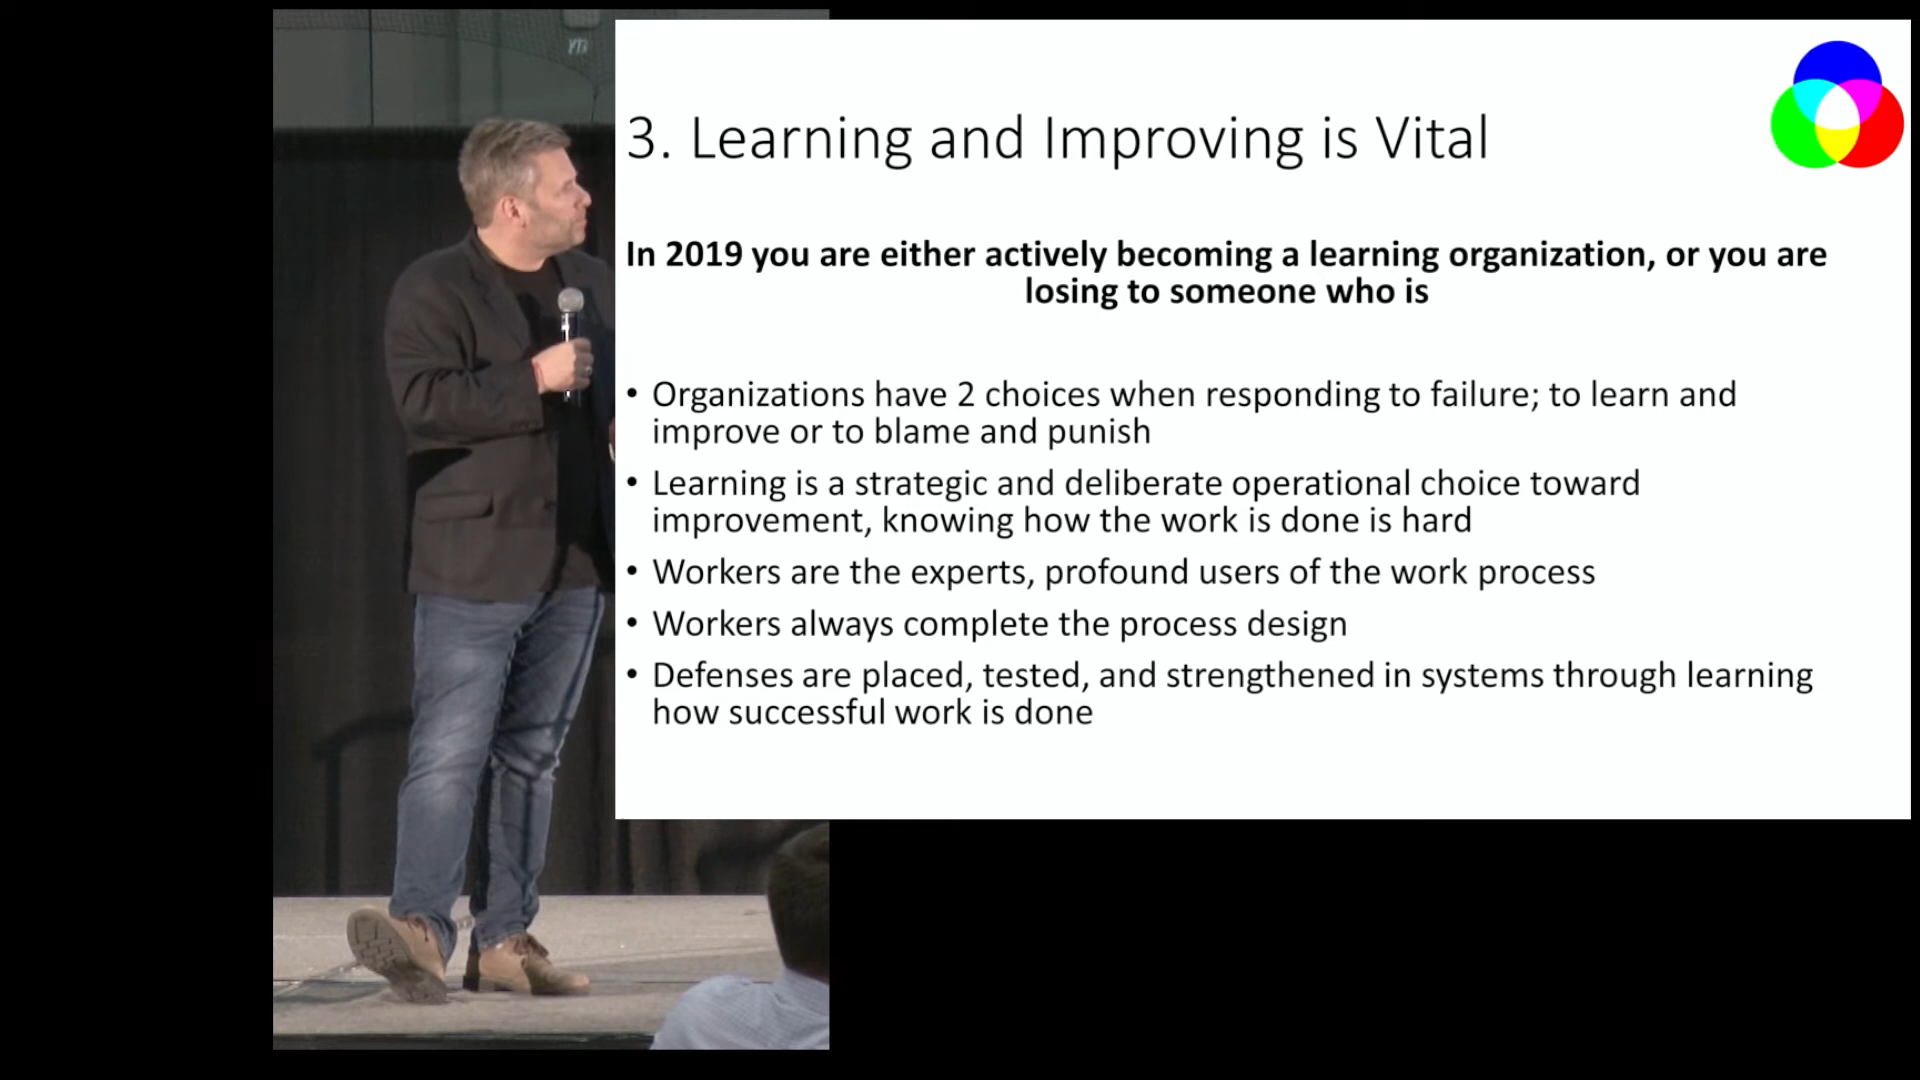 3. Learning and Improving is Vital
In 2019 you are either actively becoming a learning organization, or you are
losing to someone who is
• Organizations have 2 choices when responding to failure; to learn and
improve or to blame and punish
• Learning is a strategic and deliberate operational choice toward
improvement, knowing how the work is done is hard
• Workers are the experts, profound users of the work process
• Workers always complete the process design
• Defenses are placed, tested, and strengthened in systems through learning
how successful work is done